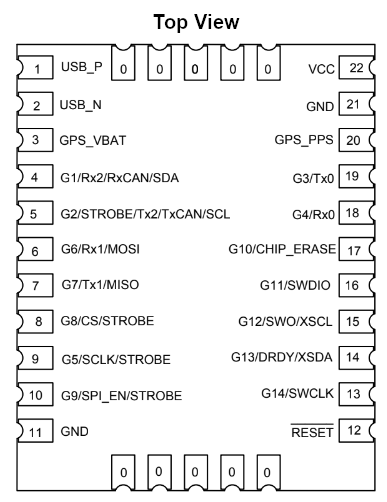 Top View
0 0 0 0 0
1 USB_P VCC 22
2 USB_N GND 21
3 GPS_VBAT GPS_PPS 20
4 G1/Rx2/RxCAN/SDA G3/Tx0 19
5 G2/STROBE/Tx2/TxCAN/SCL G4/Rx0 18
6 G6/Rx1/MOSI G10/CHIP_ERASE 17
7 G7/Tx1/MISO G11/SWDIO 16
8 G8/CS/STROBE G12/SWO/XSCL 15
9 G5/SCLK/STROBE G13/DRDY/XSDA 14
10 G9/SPI_EN/STROBE G14/SWCLK 13
11 GND RESET 12
0 0 0 0 0